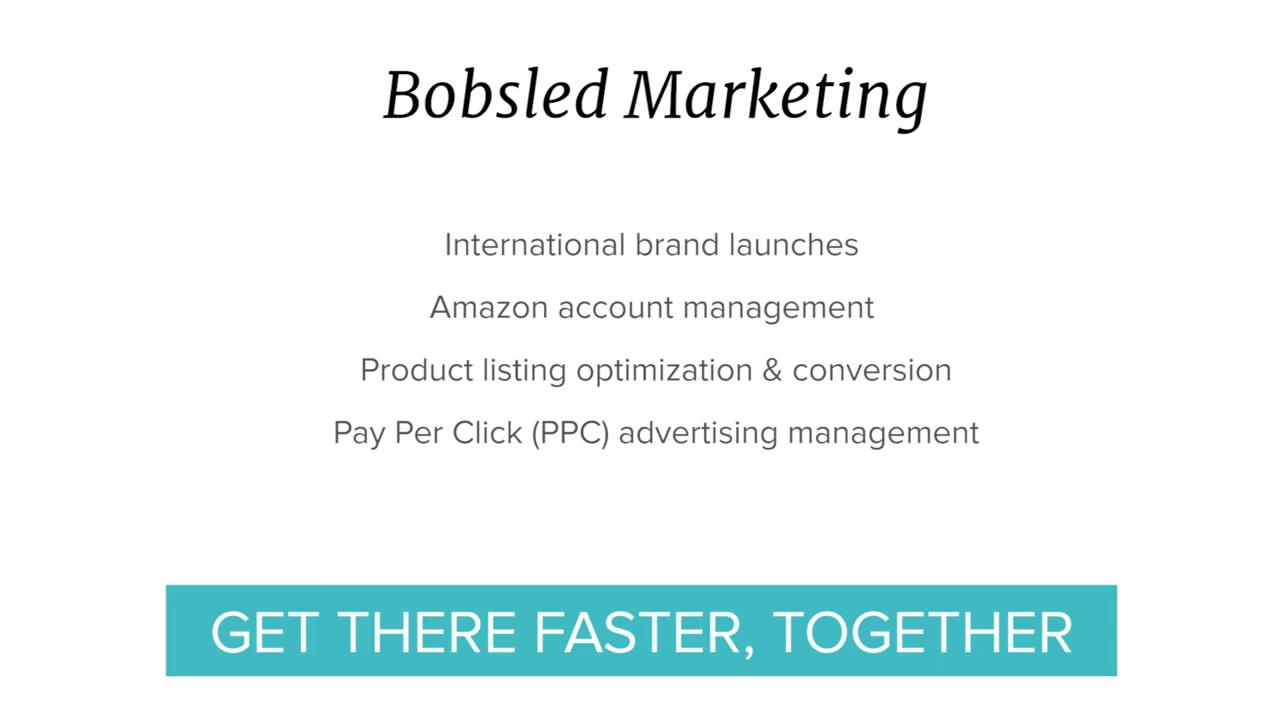 Bobsled Marketing
International brand launches
Amazon account management
Product listing optimization & conversion
Pay Per Click (PPC) advertising management
GET THERE FASTER, TOGETHER